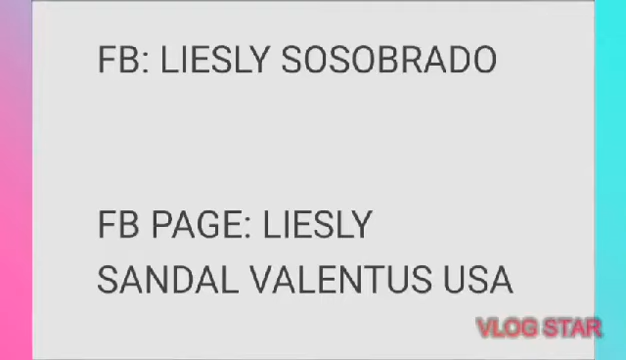 FB: LIESLY SOSOBRADO
FB PAGE: LIESLY
SANDAL VALENTUS USA
VLOG STAR